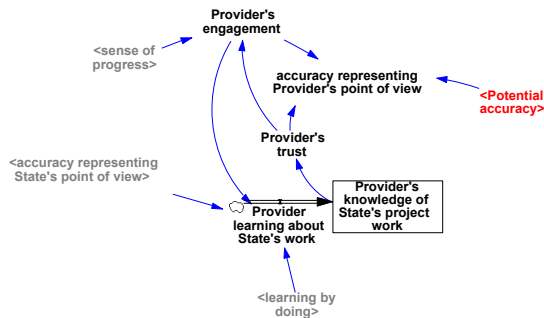 Provider's
engagement
<sense of
progress>
accuracy representing
Provider's point of view
<Potential
accuracy>
Provider's
trust
<accuracy representing
State's point of view>
Provider's
knowledge of
State's project
work
Provider
learning about
State's work
<learning by
doing>